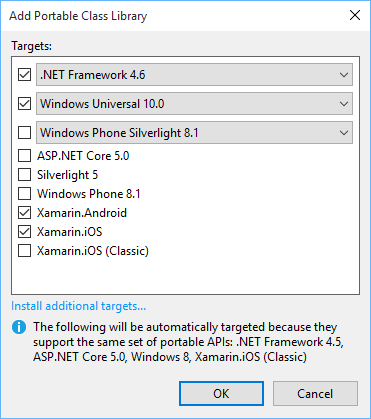 Add Portable Class Library
Targets:
.NET Framework 4.6
Windows Universal 10.0
Windows Phone Silverlight 8.1
ASP.NET Core 5.0
Silverlight 5
Windows Phone 8.1
Xamarin.Android
Xamarin.iOS
Xamarin.iOS (Classic)
Install additional targets...
The following will be automatically targeted because they
support the same set of portable APIs: .NET Framework 4.5,
ASP.NET Core 5.0, Windows 8, Xamarin.iOS (Classic)
OK
Cancel